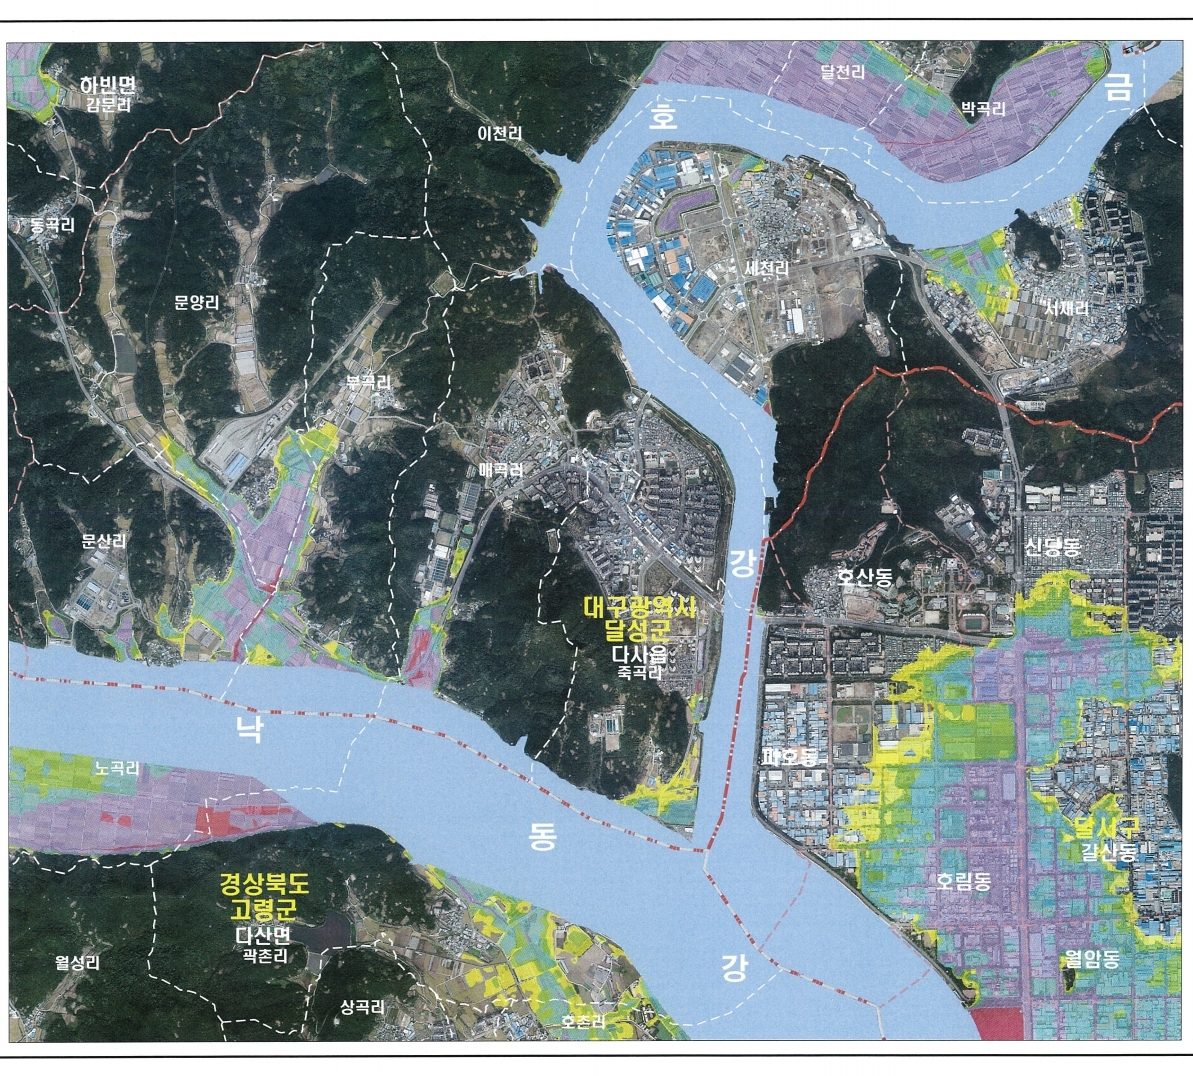 하빈면
감문리
달천리
박곡리
금
호
이천리
동곡리
세천리
문양리
서재리
부곡리
매곡리
문산리
신당동
강
호산동
대구광역시
달성군
다사읍
죽곡리
낙
파호동
노곡리
동
달서구
갈산동
호림동
경상북도
고령군
다산면
곽촌리
월성리
강
월암동
상곡리
호촌리